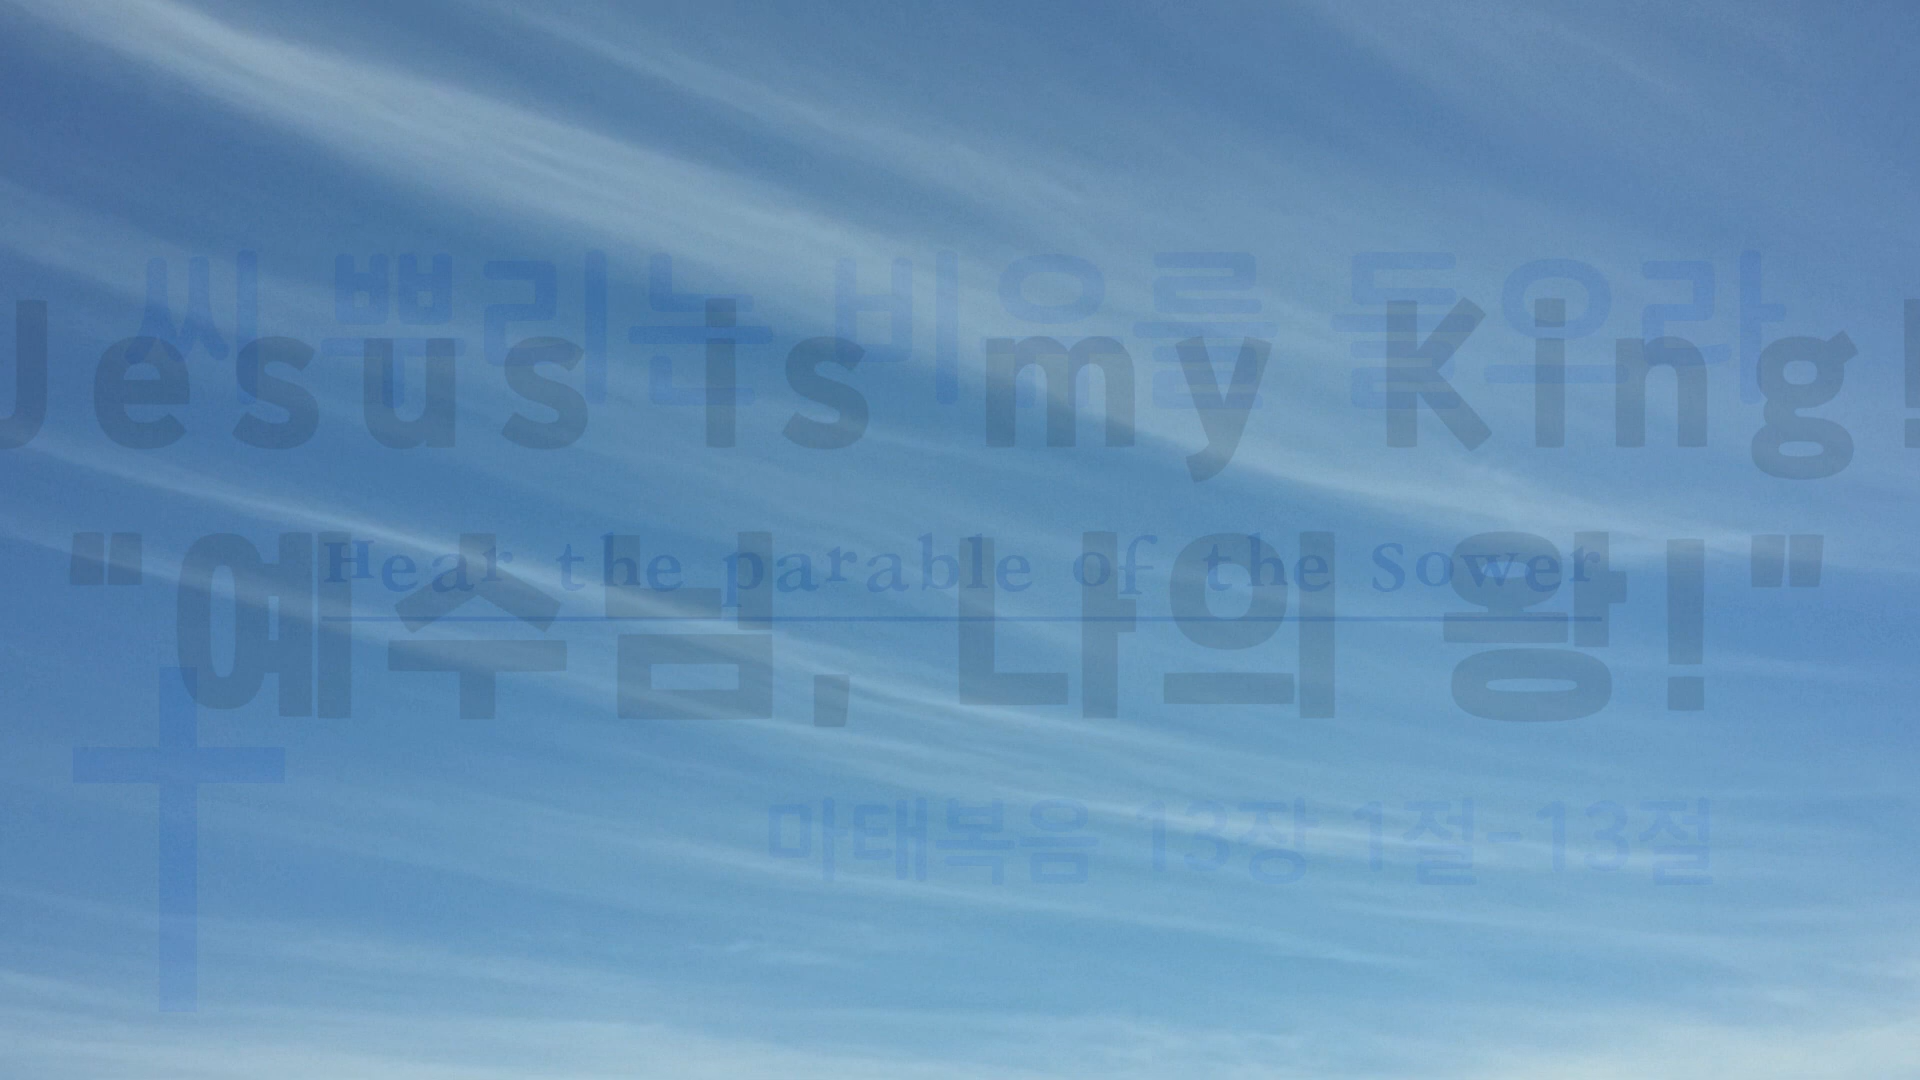 씨 뿌리는 비유를 들으라
Jesus is my King!
Hear the parable of the Sower
"예수님, 나의 왕!"
마태복음 13장 1절-13절